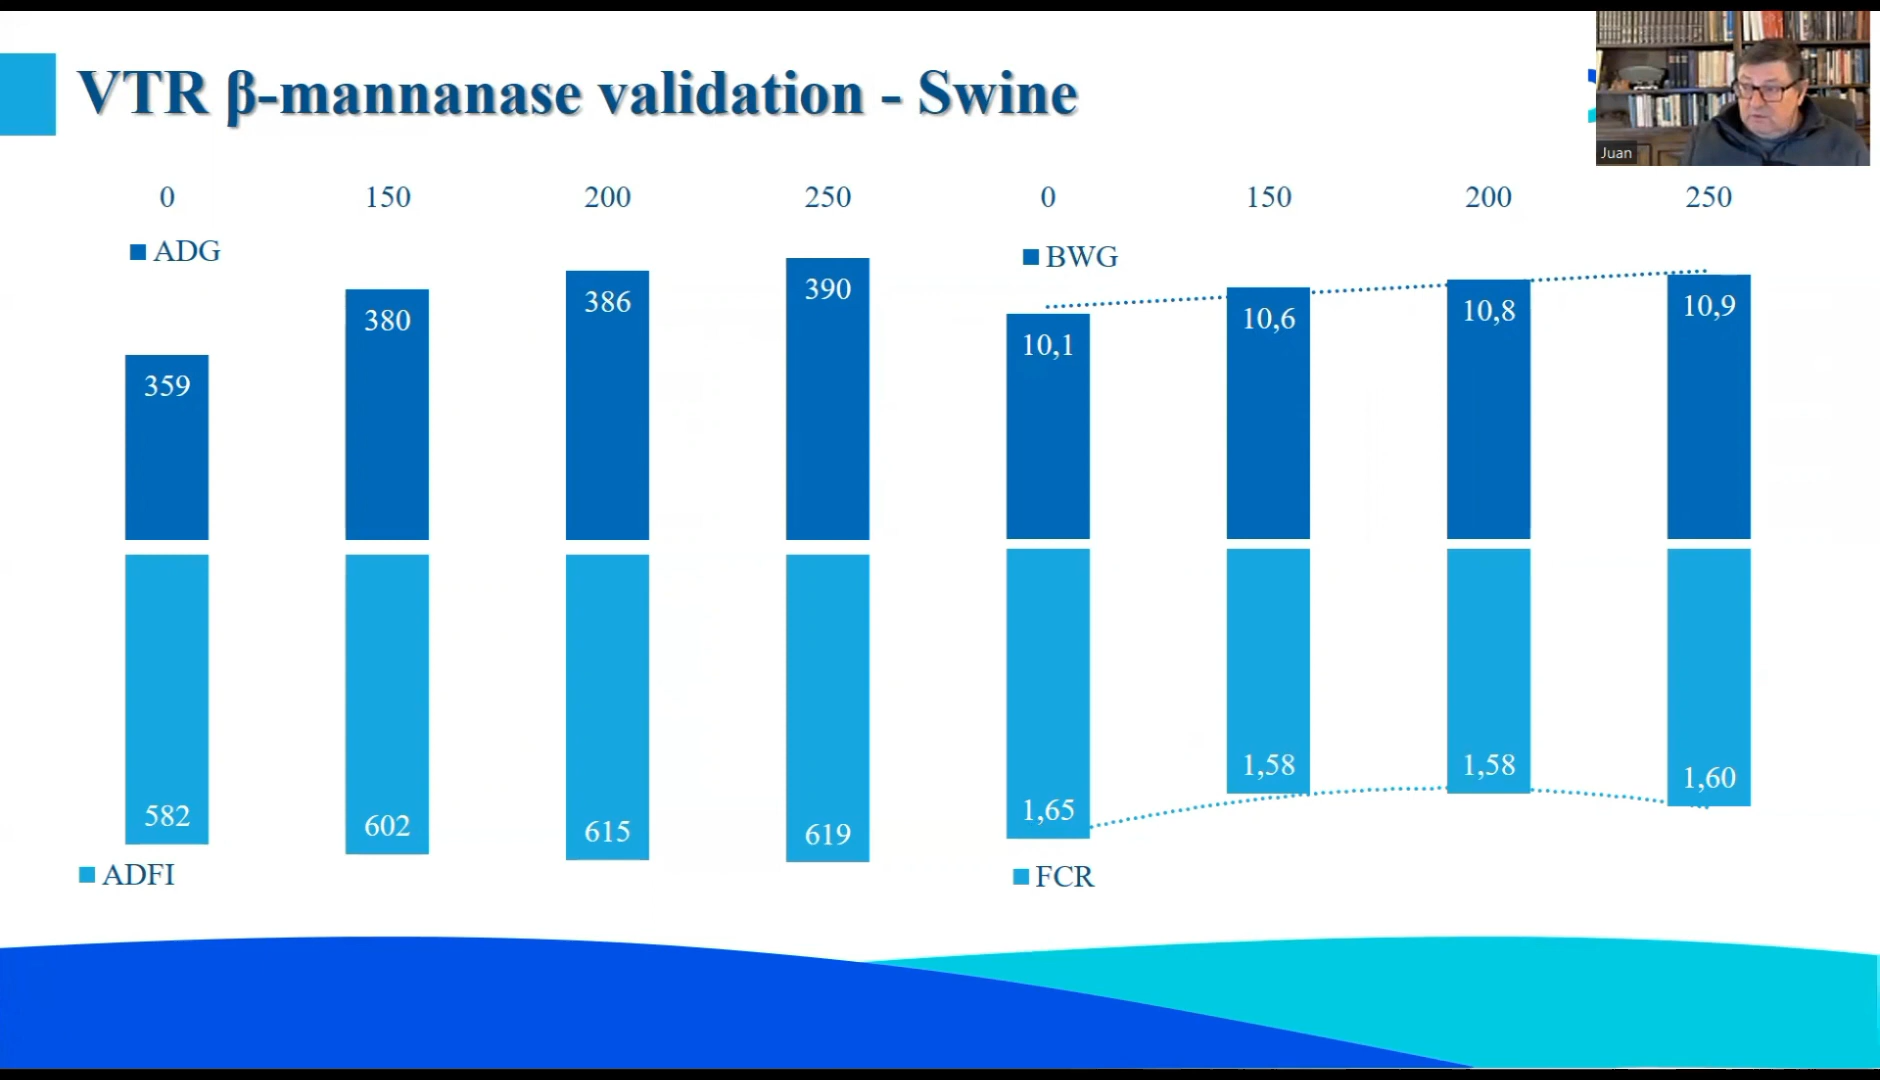 VTR β-mannanase validation - Swine
Juan
0 150 200 250
ADG
359 380 386 390
582 602 615 619
ADFI
0 150 200 250
BWG
10,1 10,6 10,8 10,9
1,65 1,58 1,58 1,60
FCR